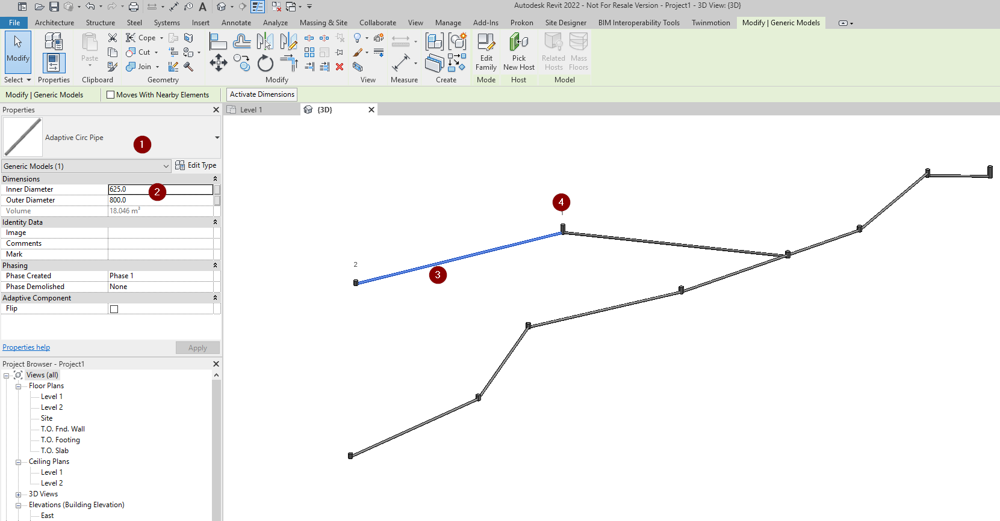 Autodesk Revit 2022 - Not For Resale Version - Project1 - 3D View: {3D}
File Architecture Structure Steel Systems Insert Annotate Analyze Massing & Site Collaborate View Manage Add-Ins Prokon Site Designer BIM Interoperability Tools Twinmotion Modify | Generic Models
Modify
Paste
Cope
Cut
Join
Edit
Family
Pick
New Host
Related
Hosts
Mass
Floors
Select Properties Clipboard Geometry Modify View Measure Create Mode Host Model
Modify | Generic Models Moves With Nearby Elements Activate Dimensions
Properties
Level 1 {3D}
Adaptive Circ Pipe
1
Generic Models (1) Edit Type
Dimensions
Inner Diameter 625.0
2
Outer Diameter 800.0
Volume 18.046 m³
Identity Data
Image
Comments
Mark
Phasing
Phase Created Phase 1
Phase Demolished None
Adaptive Component
Flip
Properties help Apply
4
1
2
3
Project Browser - Project1
Views (all)
Floor Plans
Level 1
Level 2
Site
T.O. Fnd. Wall
T.O. Footing
T.O. Slab
Ceiling Plans
Level 1
Level 2
3D Views
Elevations (Building Elevation)
East